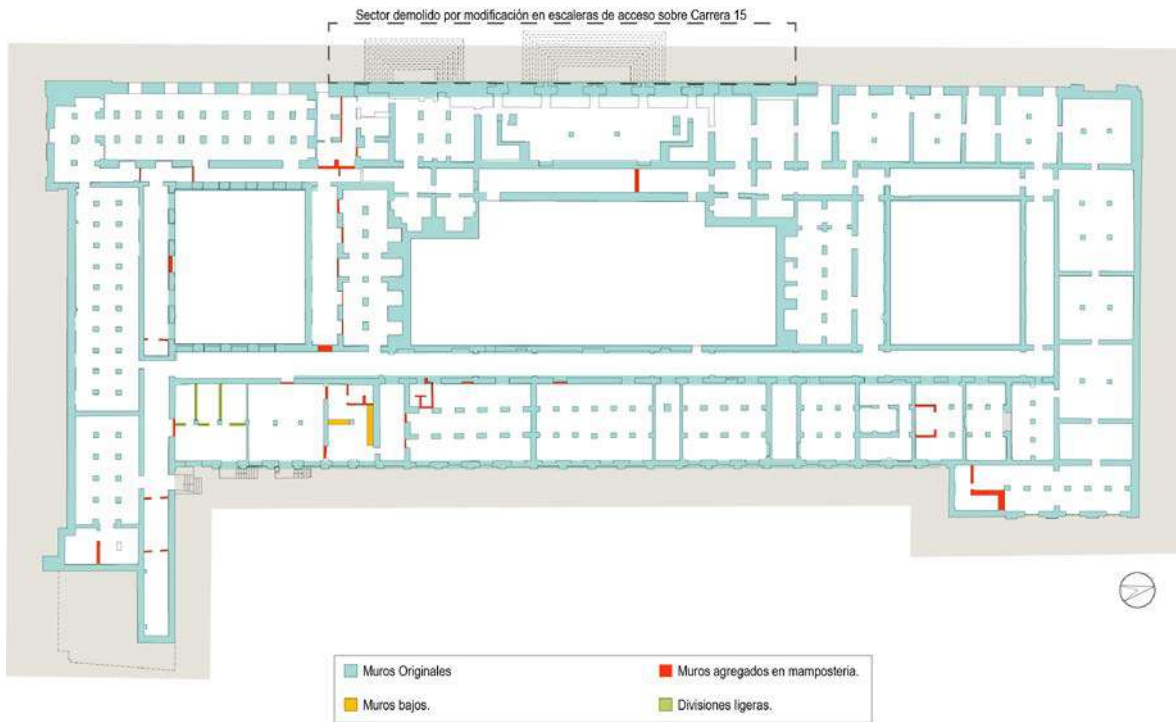 Sector demolido por modificación en escaleras de acceso sobre Carrera 15
Muros Originales
Muros agregados en mamposteria.
Muros bajos.
Divisiones ligeras.